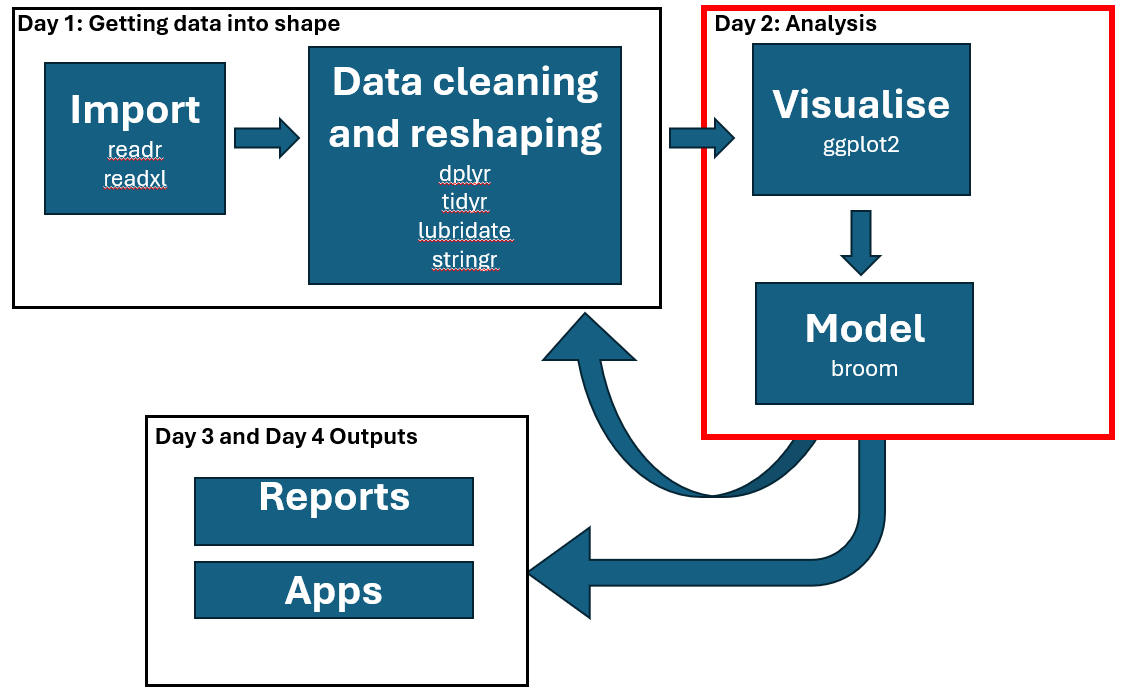 Day 1: Getting data into shape
Import
readr
readxl
Data cleaning
and reshaping
dplyr
tidyr
lubridate
stringr
Day 2: Analysis
Visualise
ggplot2
Model
broom
Day 3 and Day 4 Outputs
Reports
Apps